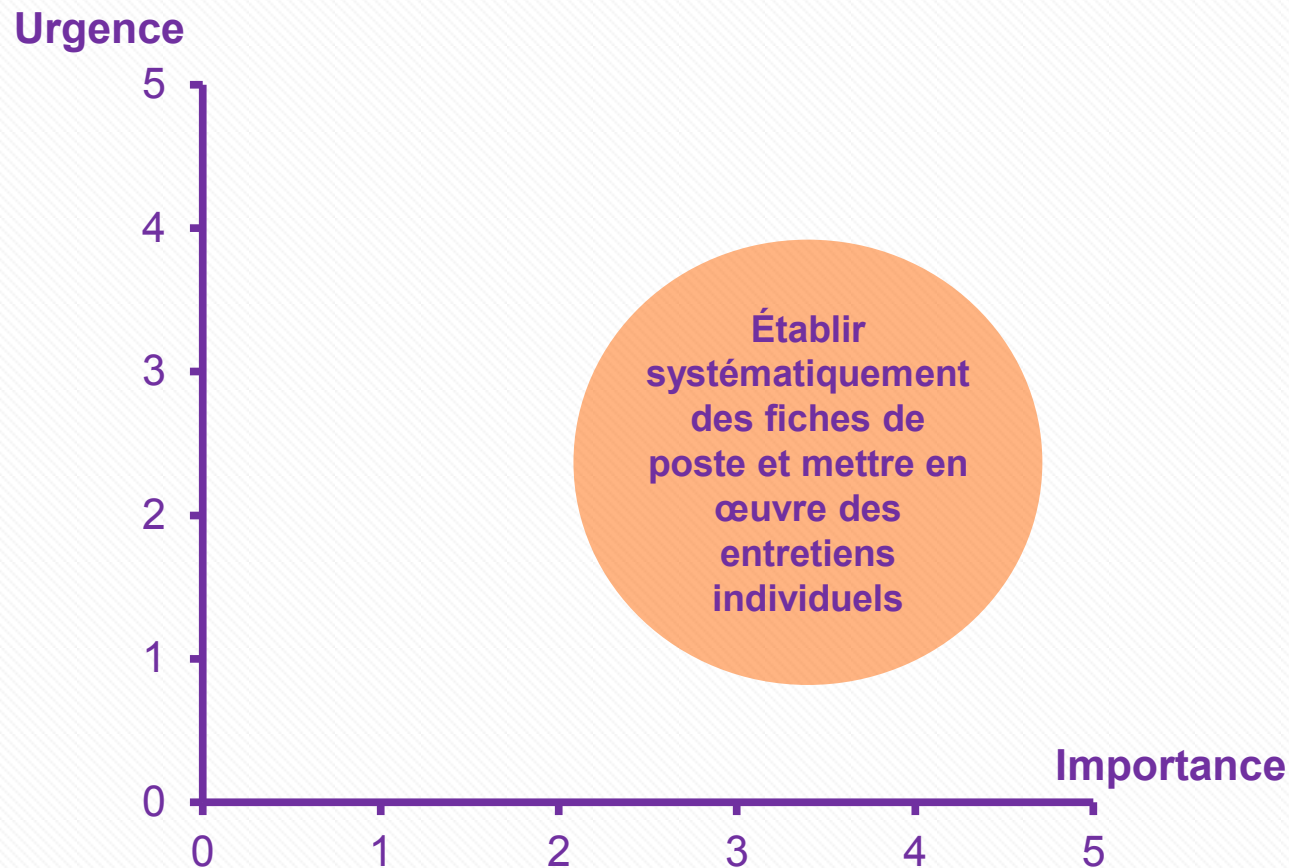 Urgence
5
4
3
2
1
0
Établir
systématiquement
des fiches de
poste et mettre en
œuvre des
entretiens
individuels
Importance
0 1 2 3 4 5